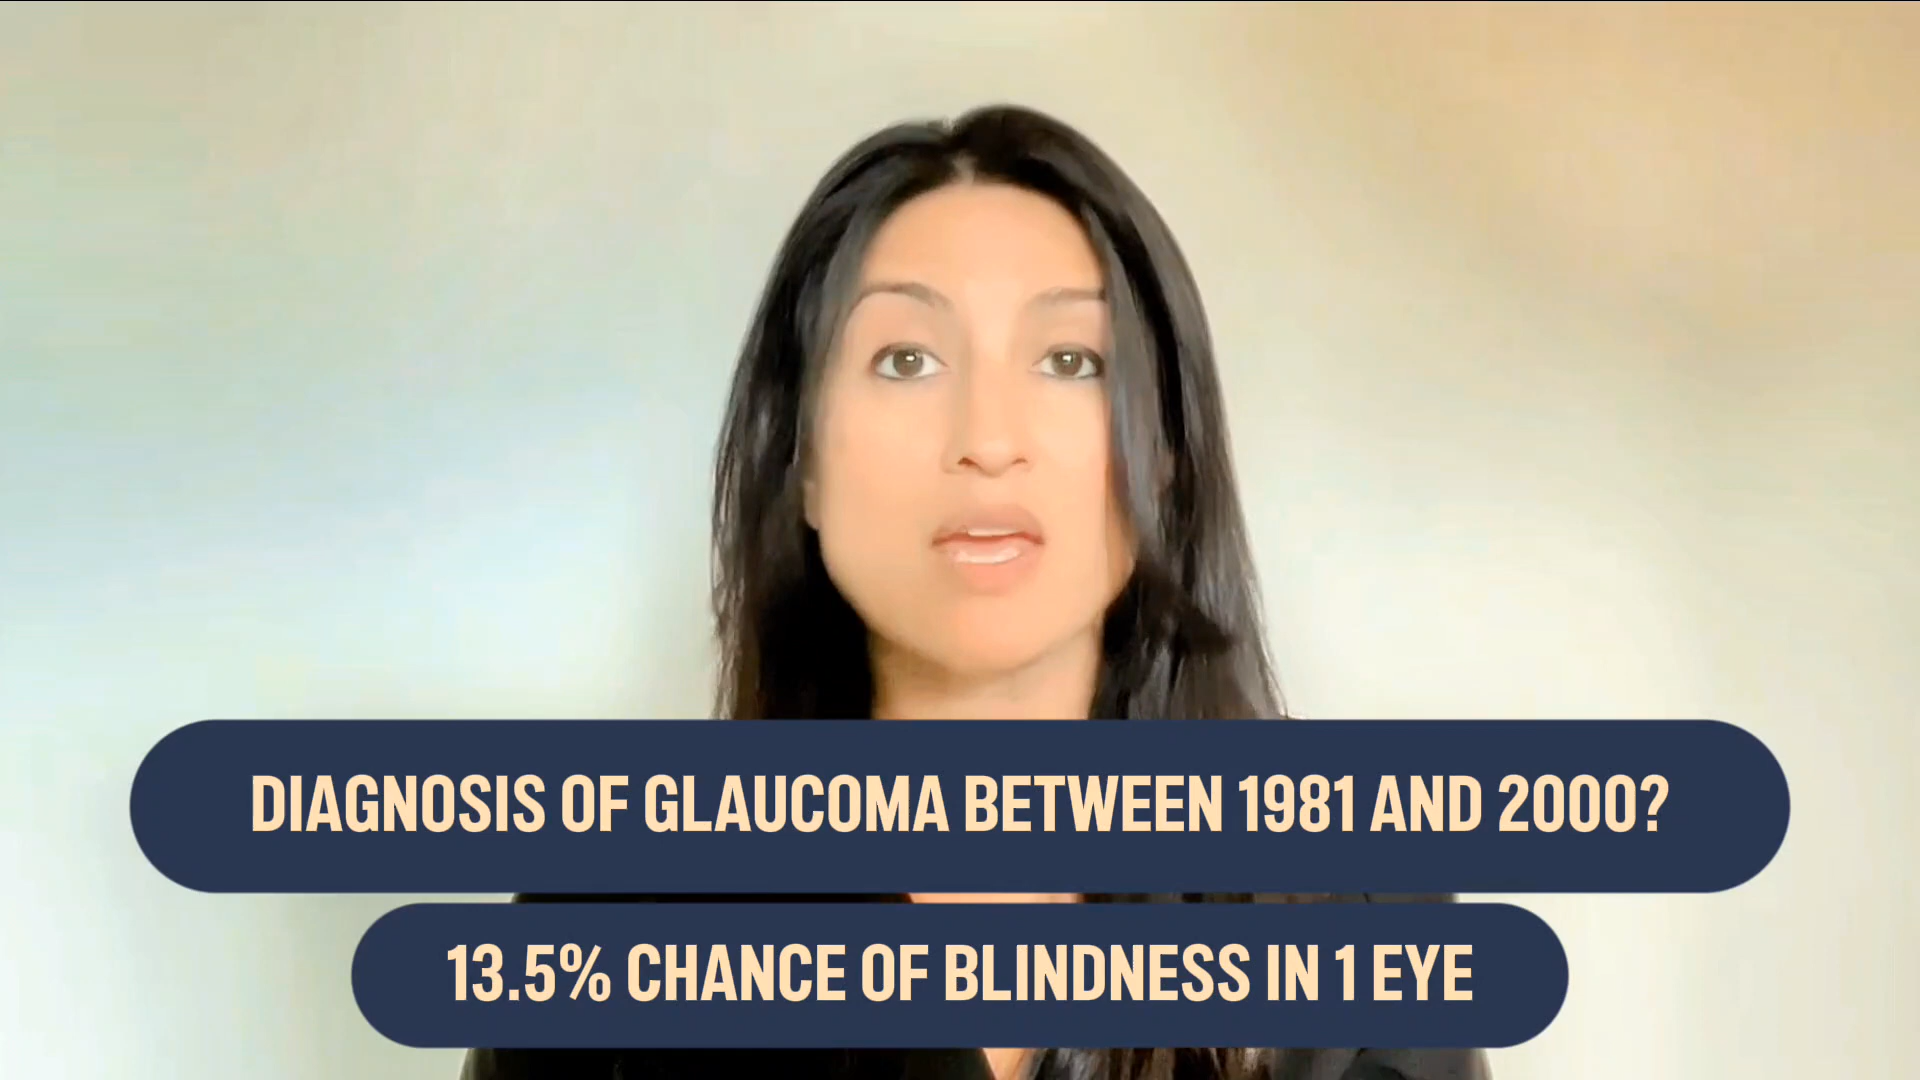 DIAGNOSIS OF GLAUCOMA BETWEEN 1981 AND 2000?
13.5% CHANCE OF BLINDNESS IN 1 EYE